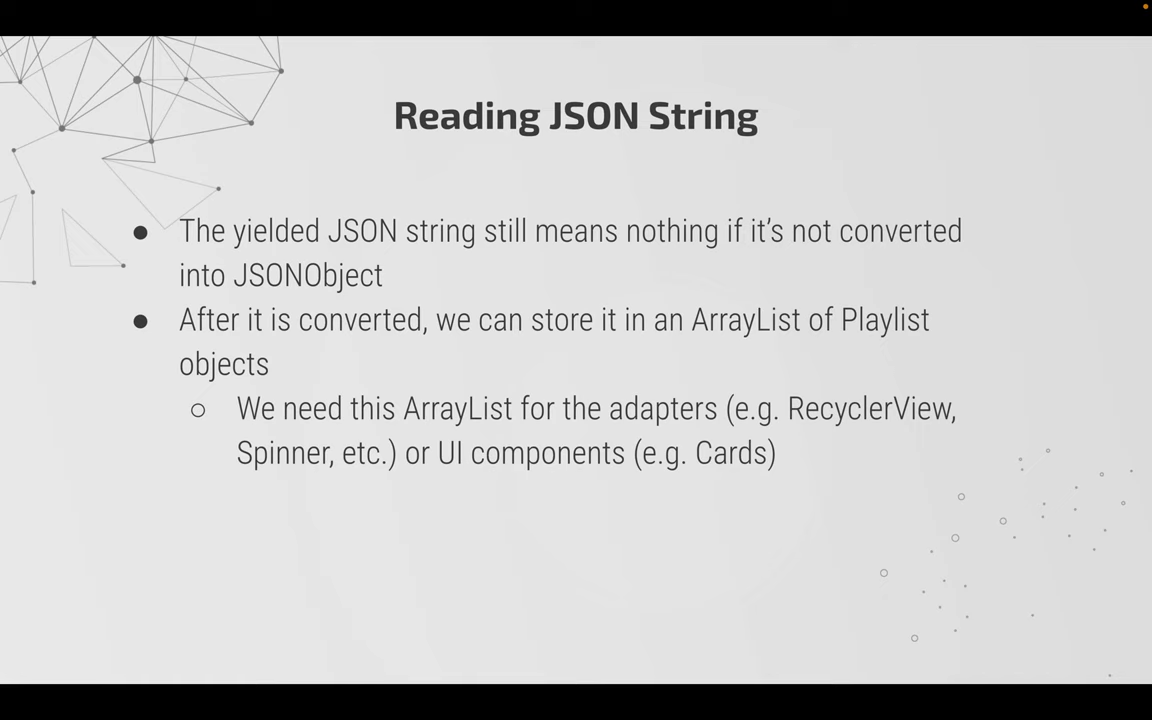 Reading JSON String
● The yielded JSON string still means nothing if it’s not converted
into JSONObject
● After it is converted, we can store it in an ArrayList of Playlist
objects
○ We need this ArrayList for the adapters (e.g. RecyclerView,
Spinner, etc.) or UI components (e.g. Cards)